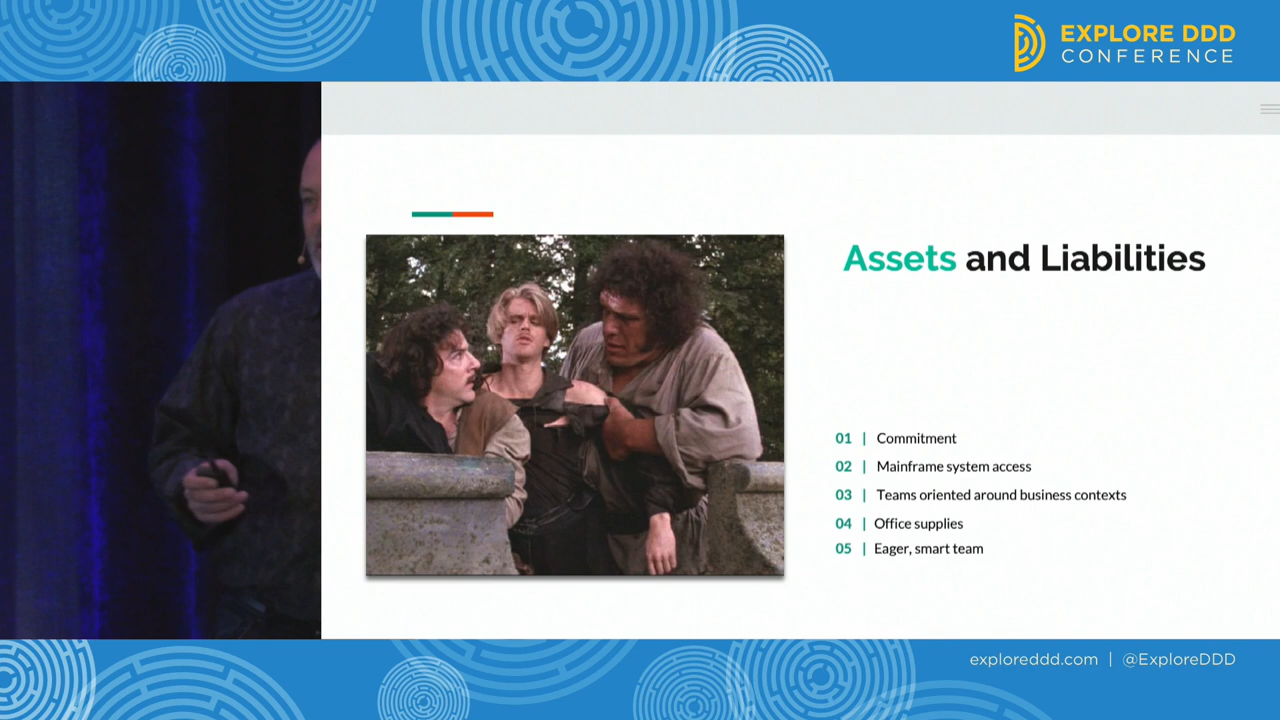 EXPLORE DDD
CONFERENCE
Assets and Liabilities
01 | Commitment
02 | Mainframe system access
03 | Teams oriented around business contexts
04 | Office supplies
05 | Eager, smart team
exploreddd.com | @ExploreDDD